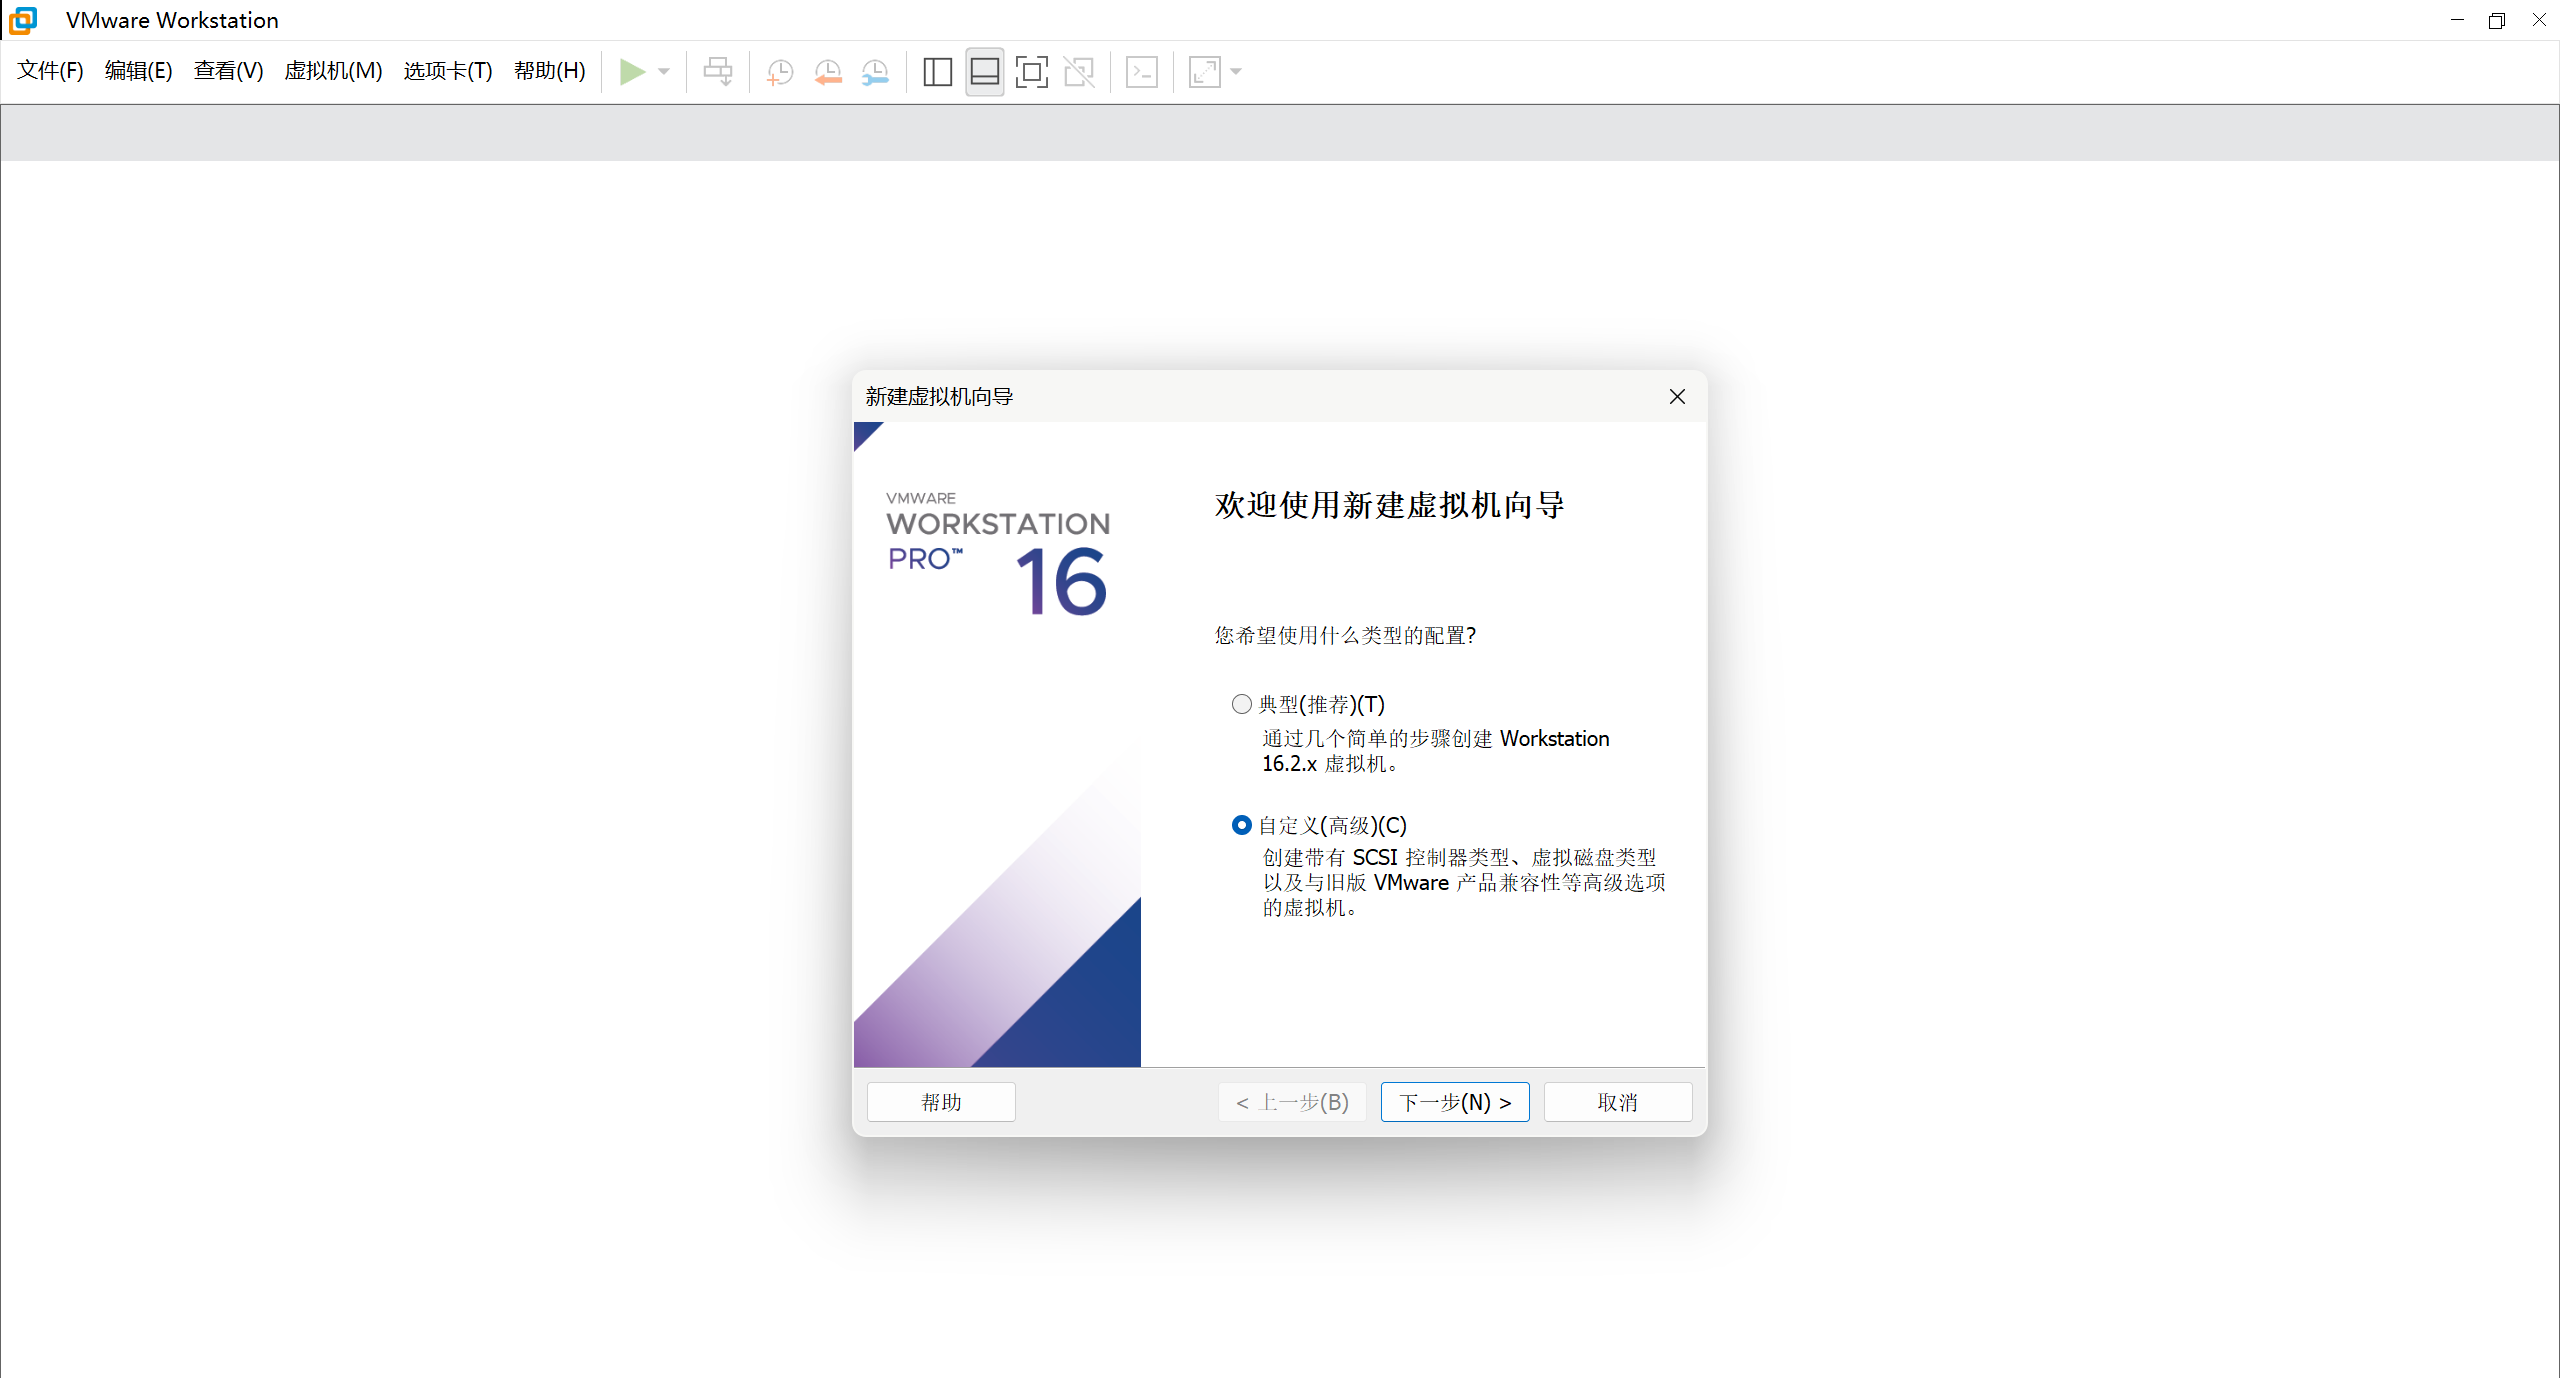 VMware Workstation
文件(F) 编辑(E) 查看(V) 虚拟机(M) 选项卡(T) 帮助(H)
新建虚拟机向导
VMWARE
WORKSTATION
PRO™ 16
欢迎使用新建虚拟机向导
您希望使用什么类型的配置?
典型(推荐)(T)
通过几个简单的步骤创建 Workstation
16.2.x 虚拟机。
自定义(高级)(C)
创建带有 SCSI 控制器类型、虚拟磁盘类型
以及与旧版 VMware 产品兼容性等高级选项
的虚拟机。
帮助 < 上一步(B) 下一步(N) > 取消